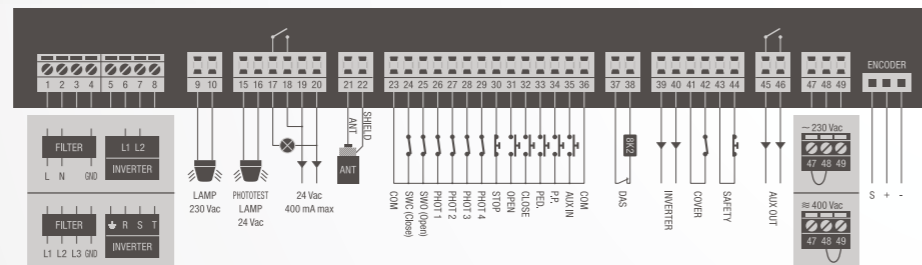 ENCODER
1 2 3 4 5 6 7 8 9 10 15 16 17 18 19 20 21 22 23 24 25 26 27 28 29 30 31 32 33 34 35 36 37 38 39 40 41 42 43 44 45 46 47 48 49
FILTER
L N GND
L1 L2
INVERTER
FILTER
L1 L2 L3 GND
⏚ R S T
INVERTER
LAMP
230 Vac
PHOTOTEST
LAMP
24 Vac
24 Vac
400 mA max
ANT
SHIELD
ANT
COM
SWC (Close)
SWO (Open)
PHOT 1
PHOT 2
PHOT 3
PHOT 4
STOP
OPEN
CLOSE
PED.
P.P.
AUX IN
COM
8K2
DAS
INVERTER
COVER
SAFETY
AUX OUT
~ 230 Vac
47 48 49
≋ 400 Vac
47 48 49
S + -